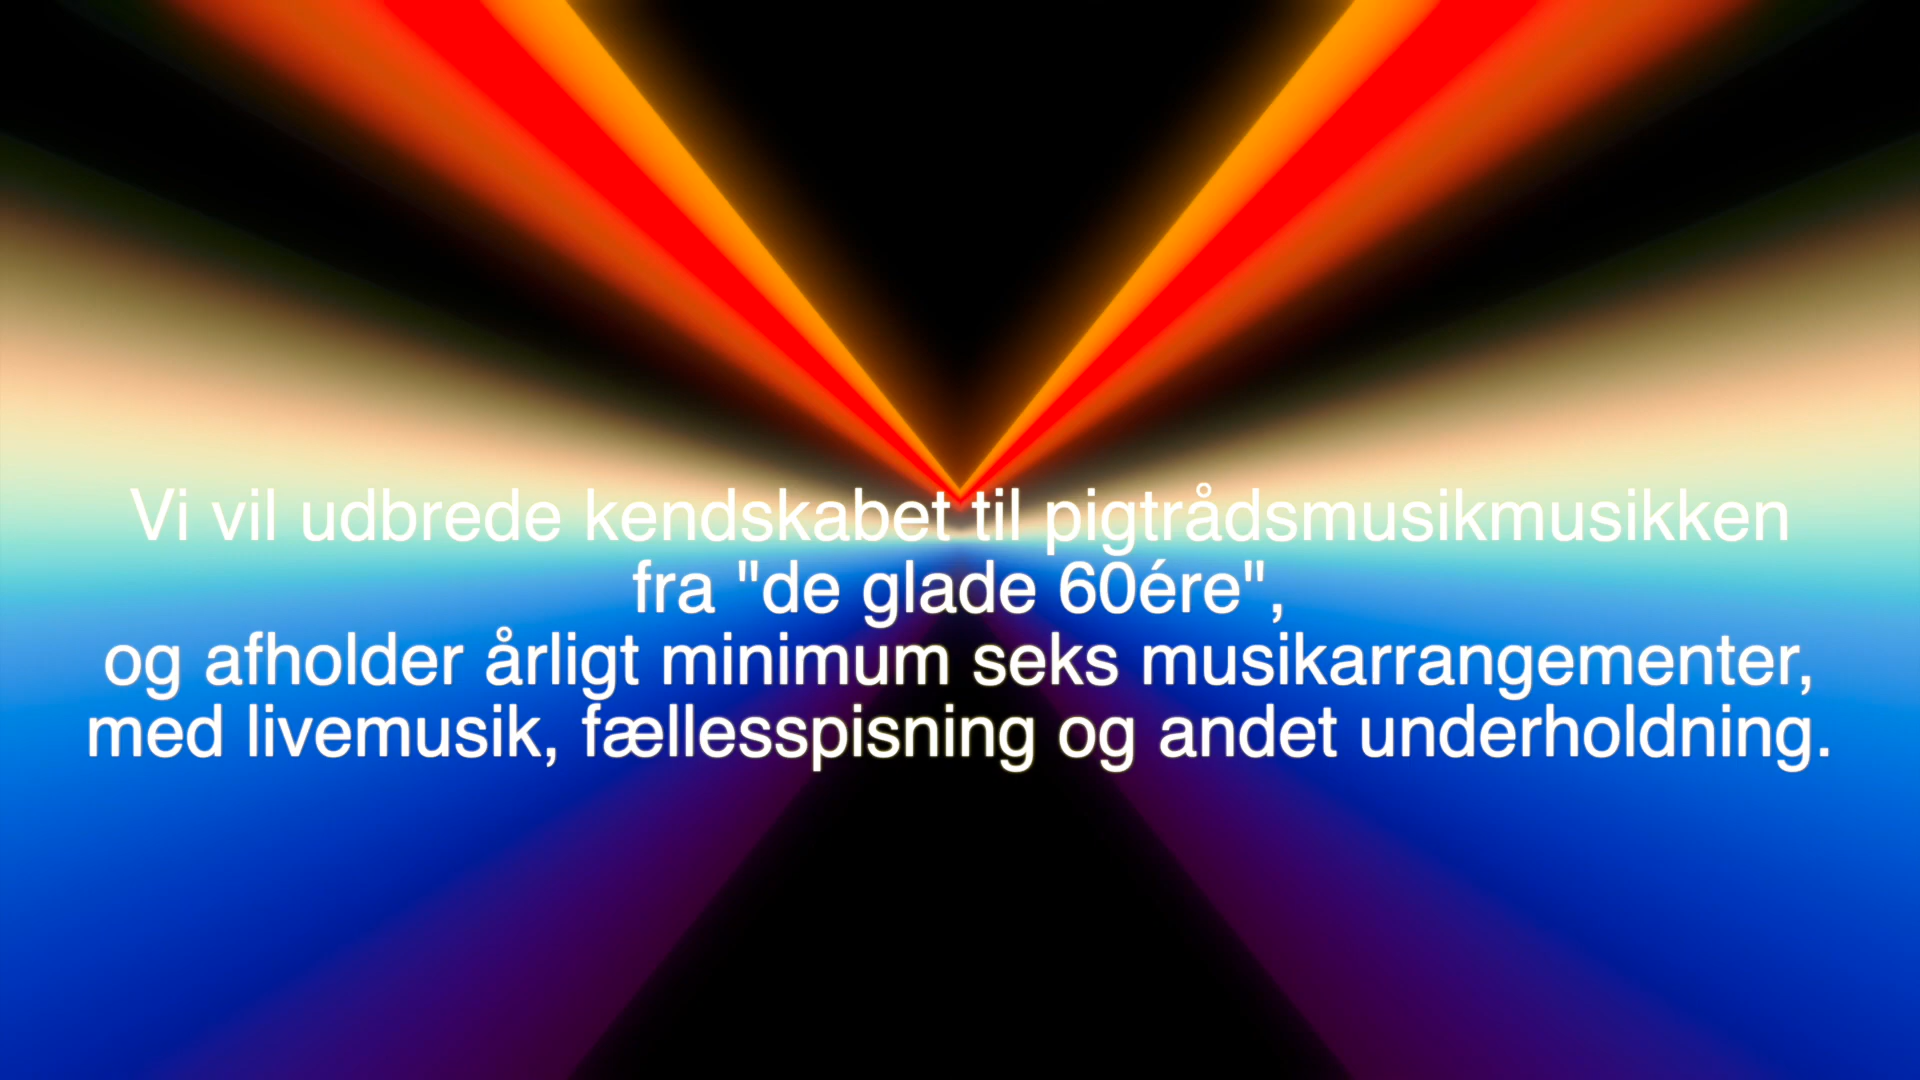 Vi vil udbrede kendskabet til pigtrådsmusikmusikken
fra "de glade 60ére",
og afholder årligt minimum seks musikarrangementer,
med livemusik, fællesspisning og andet underholdning.